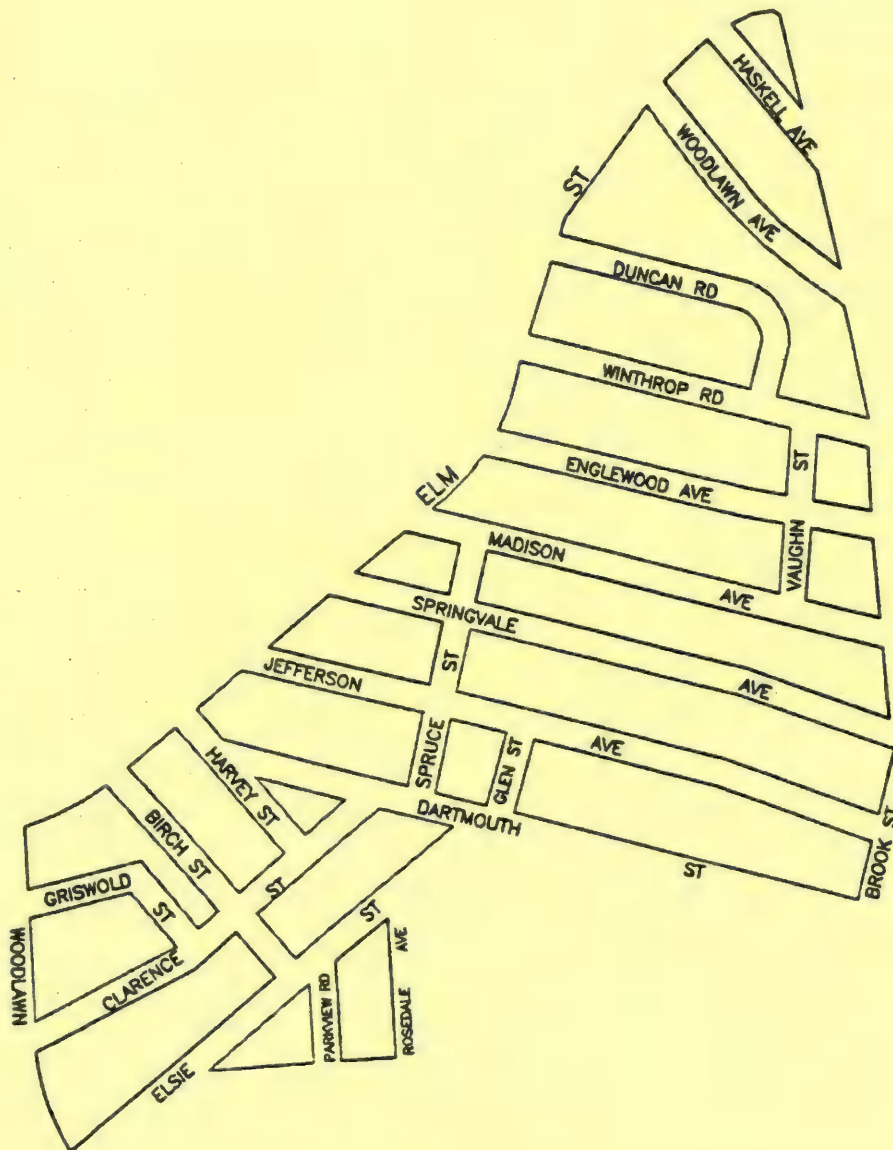 HASKELL AVE
WOODLAWN AVE
ST
DUNCAN RD
WINTHROP RD
ST
ENGLEWOOD AVE
ELM
VAUGHN
MADISON
AVE
SPRINGVALE
ST
JEFFERSON
AVE
AVE
HARVEY ST
SPRUCE
GLEN ST
DARTMOUTH
ST
BROOK
ST
BIRCH ST
ST
GRISWOLD
ST
ST
WOODLAWN
CLARENCE
AVE
PARKVIEW RD
ROSEDALE
ELSIE